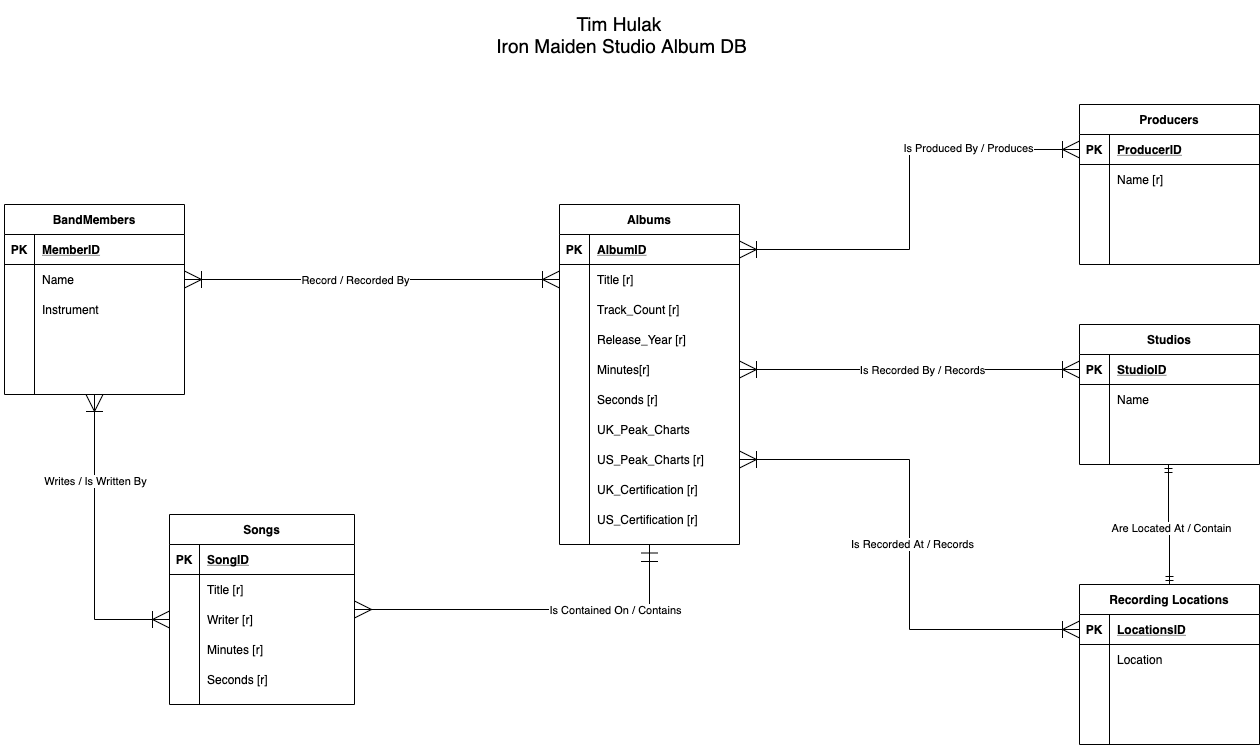 Tim Hulak
Iron Maiden Studio Album DB
Producers
PK ProducerID
Name [r]
Is Produced By / Produces
BandMembers
PK MemberID
Name
Instrument
Record / Recorded By
Albums
PK AlbumID
Title [r]
Track_Count [r]
Release_Year [r]
Minutes[r]
Seconds [r]
UK_Peak_Charts
US_Peak_Charts [r]
UK_Certification [r]
US_Certification [r]
Is Recorded By / Records
Studios
PK StudioID
Name
Writes / Is Written By
Are Located At / Contain
Is Recorded At / Records
Songs
PK SongID
Title [r]
Writer [r]
Minutes [r]
Seconds [r]
Is Contained On / Contains
Recording Locations
PK LocationsID
Location